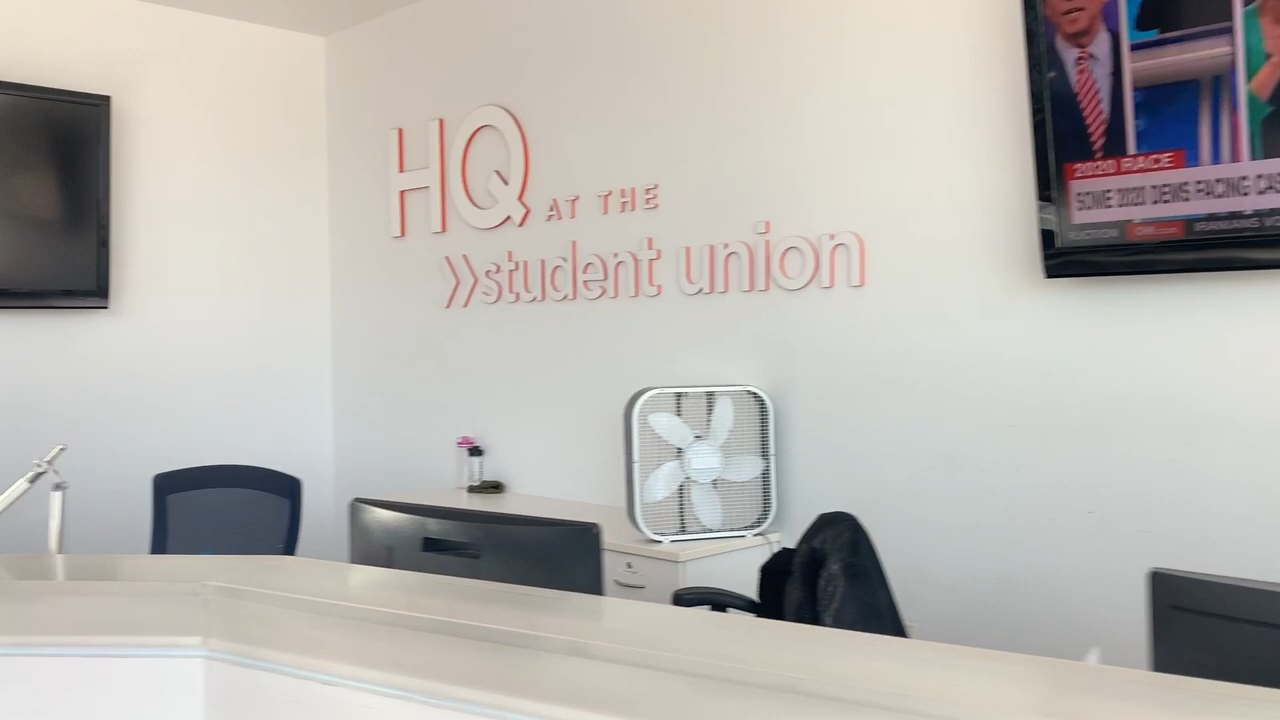 HQ AT THE
»student union
2020 RACE
SOME 2020 DEMS FACING